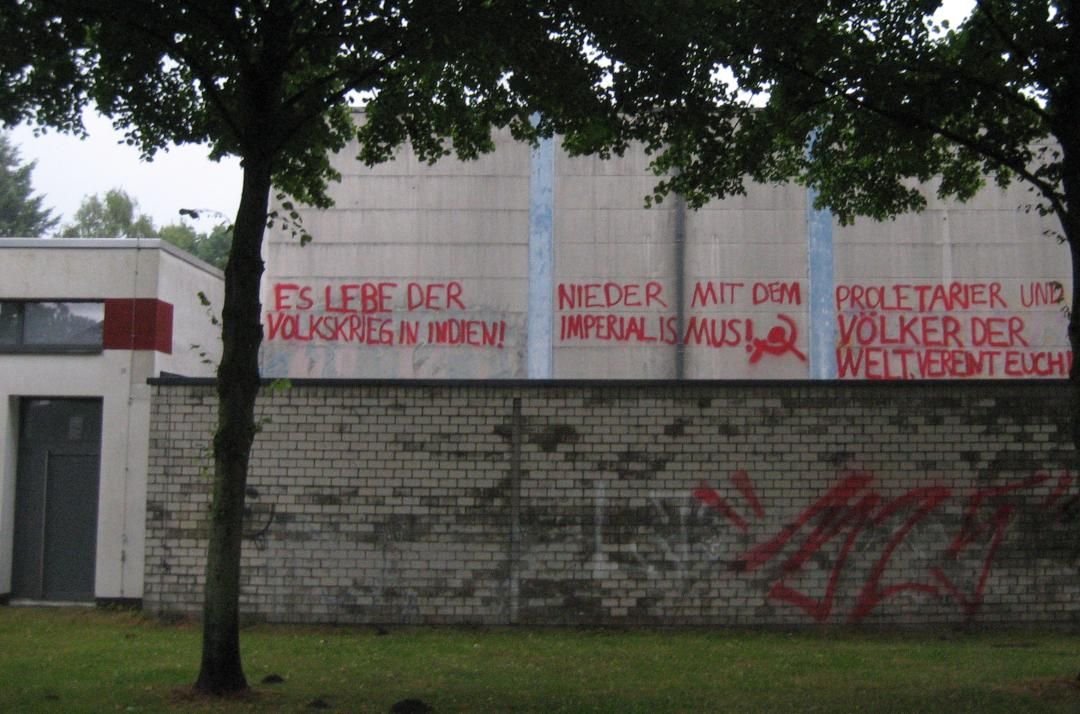 ES LEBE DER
VOLKSKRIEG IN INDIEN!
NIEDER MIT DEM
IMPERIALISMUS!
PROLETARIER UND
VÖLKER DER
WELT, VEREINT EUCH!